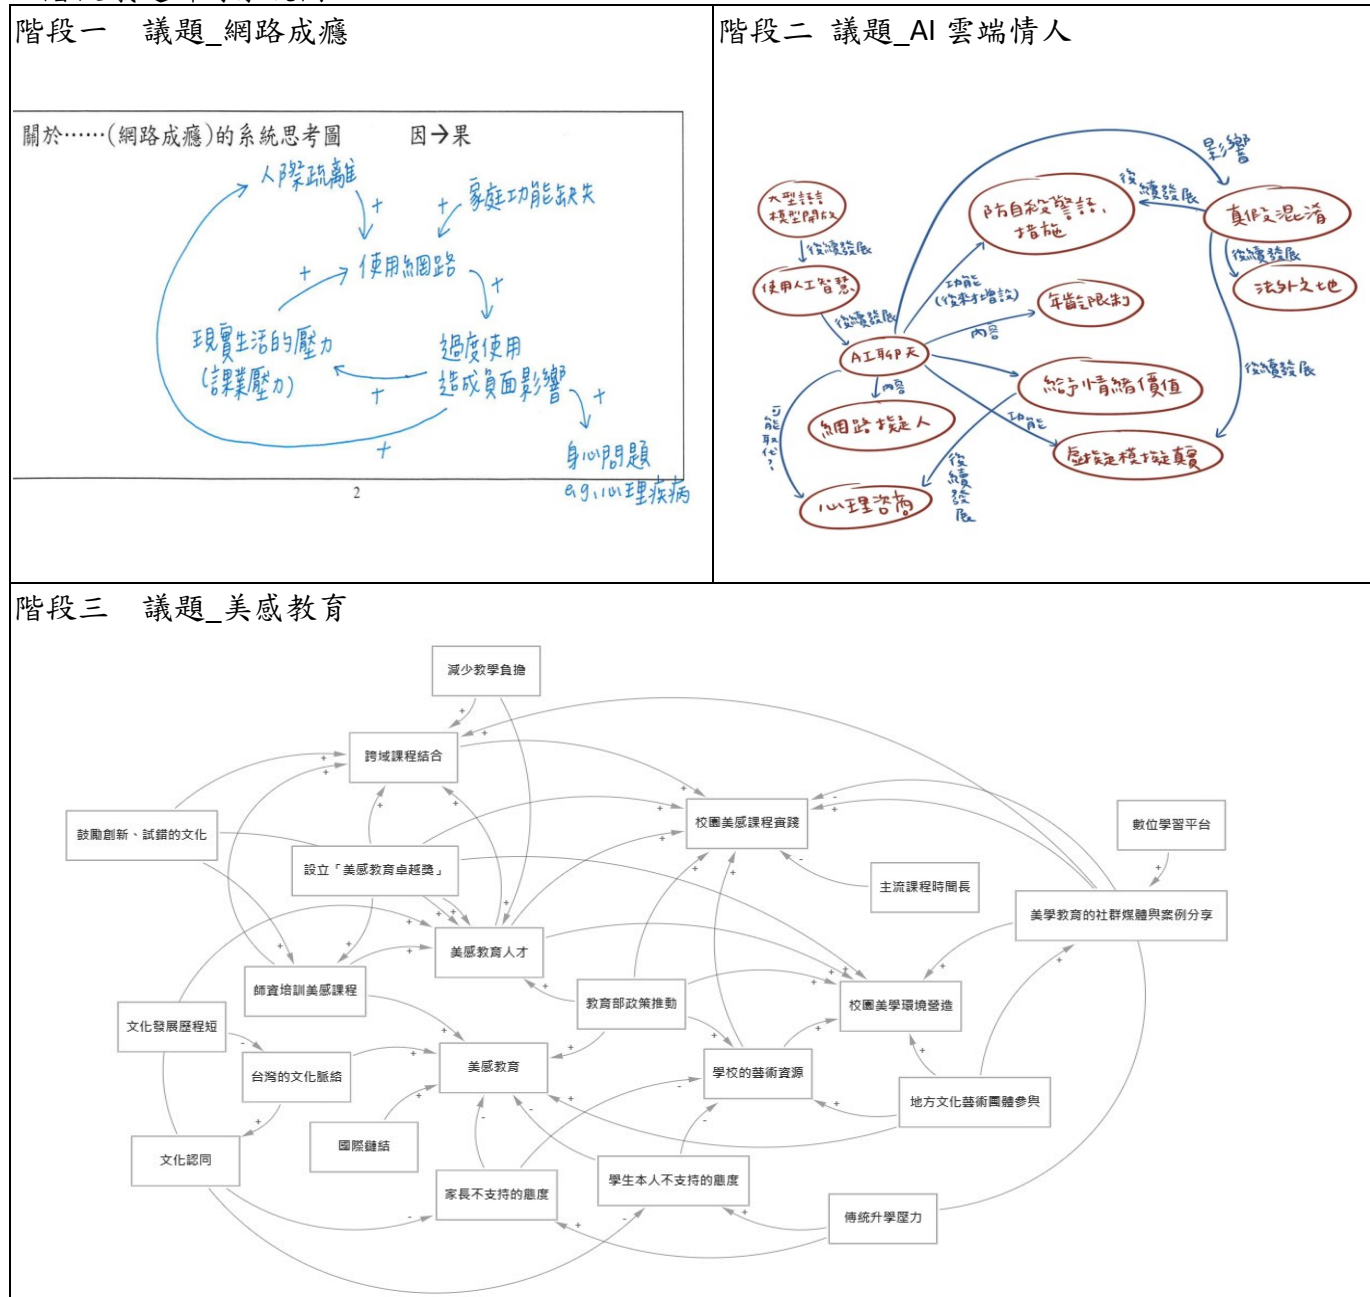 階段一　議題_網路成癮
關於……(網路成癮)的系統思考圖　　因→果
人際疏離
+
+
家庭功能缺失
使用網路
+
+
現實生活的壓力
(課業壓力)
過度使用
造成負面影響
+
+
+
身心問題
e.g.心理疾病
2
階段二 議題_AI 雲端情人
影響
大型語言
模型開放
防自殺警語、
措施
後續發展
真假混淆
後續發展
後續發展
使用人工智慧
功能
(後來才增設)
年齡限制
法外之地
後續發展
AI聊天
內容
後續發展
給予情緒價值
內容
可能取代?
網路擬人
功能
虛擬模擬真實
後續發展
心理咨商
階段三　議題_美感教育
減少教學負擔
跨域課程結合
校園美感課程實踐
數位學習平台
鼓勵創新、試錯的文化
設立「美感教育卓越獎」
主流課程時間長
美學教育的社群媒體與案例分享
美感教育人才
師資培訓美感課程
教育部政策推動
校園美學環境營造
文化發展歷程短
台灣的文化脈絡
美感教育
學校的藝術資源
地方文化藝術團體參與
文化認同
國際鏈結
家長不支持的態度
學生本人不支持的態度
傳統升學壓力